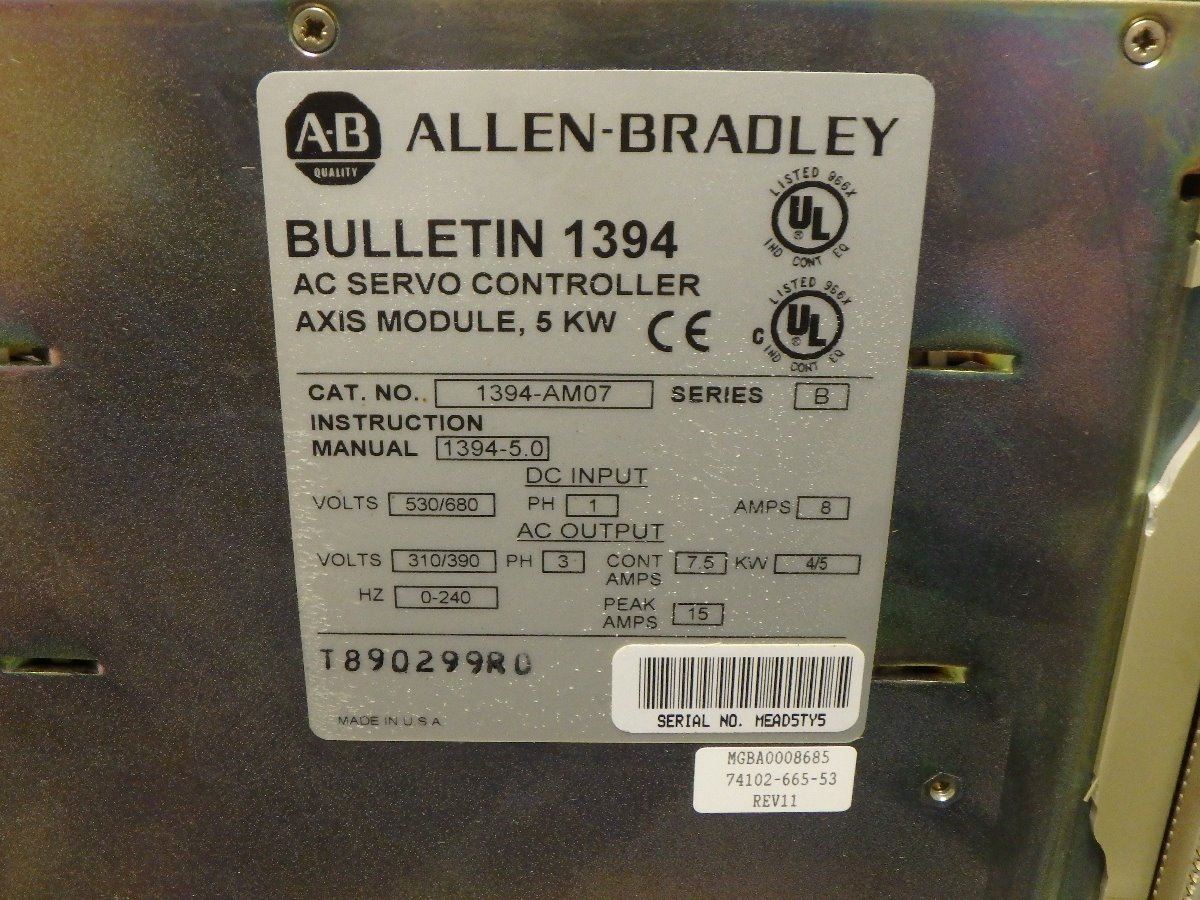 A-B ALLEN-BRADLEY
QUALITY
LISTED 966X
UL
®
IND CONT EQ
BULLETIN 1394
AC SERVO CONTROLLER
AXIS MODULE, 5 KW CE
LISTED 966X
C UL
®
IND CONT EQ
CAT. NO.. 1394-AM07 SERIES B
INSTRUCTION
MANUAL 1394-5.0
DC INPUT
VOLTS 530/680 PH 1 AMPS 8
AC OUTPUT
VOLTS 310/390 PH 3 CONT AMPS 7.5 KW 4/5
HZ 0-240 PEAK AMPS 15
T890299R0
MADE IN U.S.A
SERIAL NO. MEAD5TY5
MGBA0008685
74102-665-53
REV11